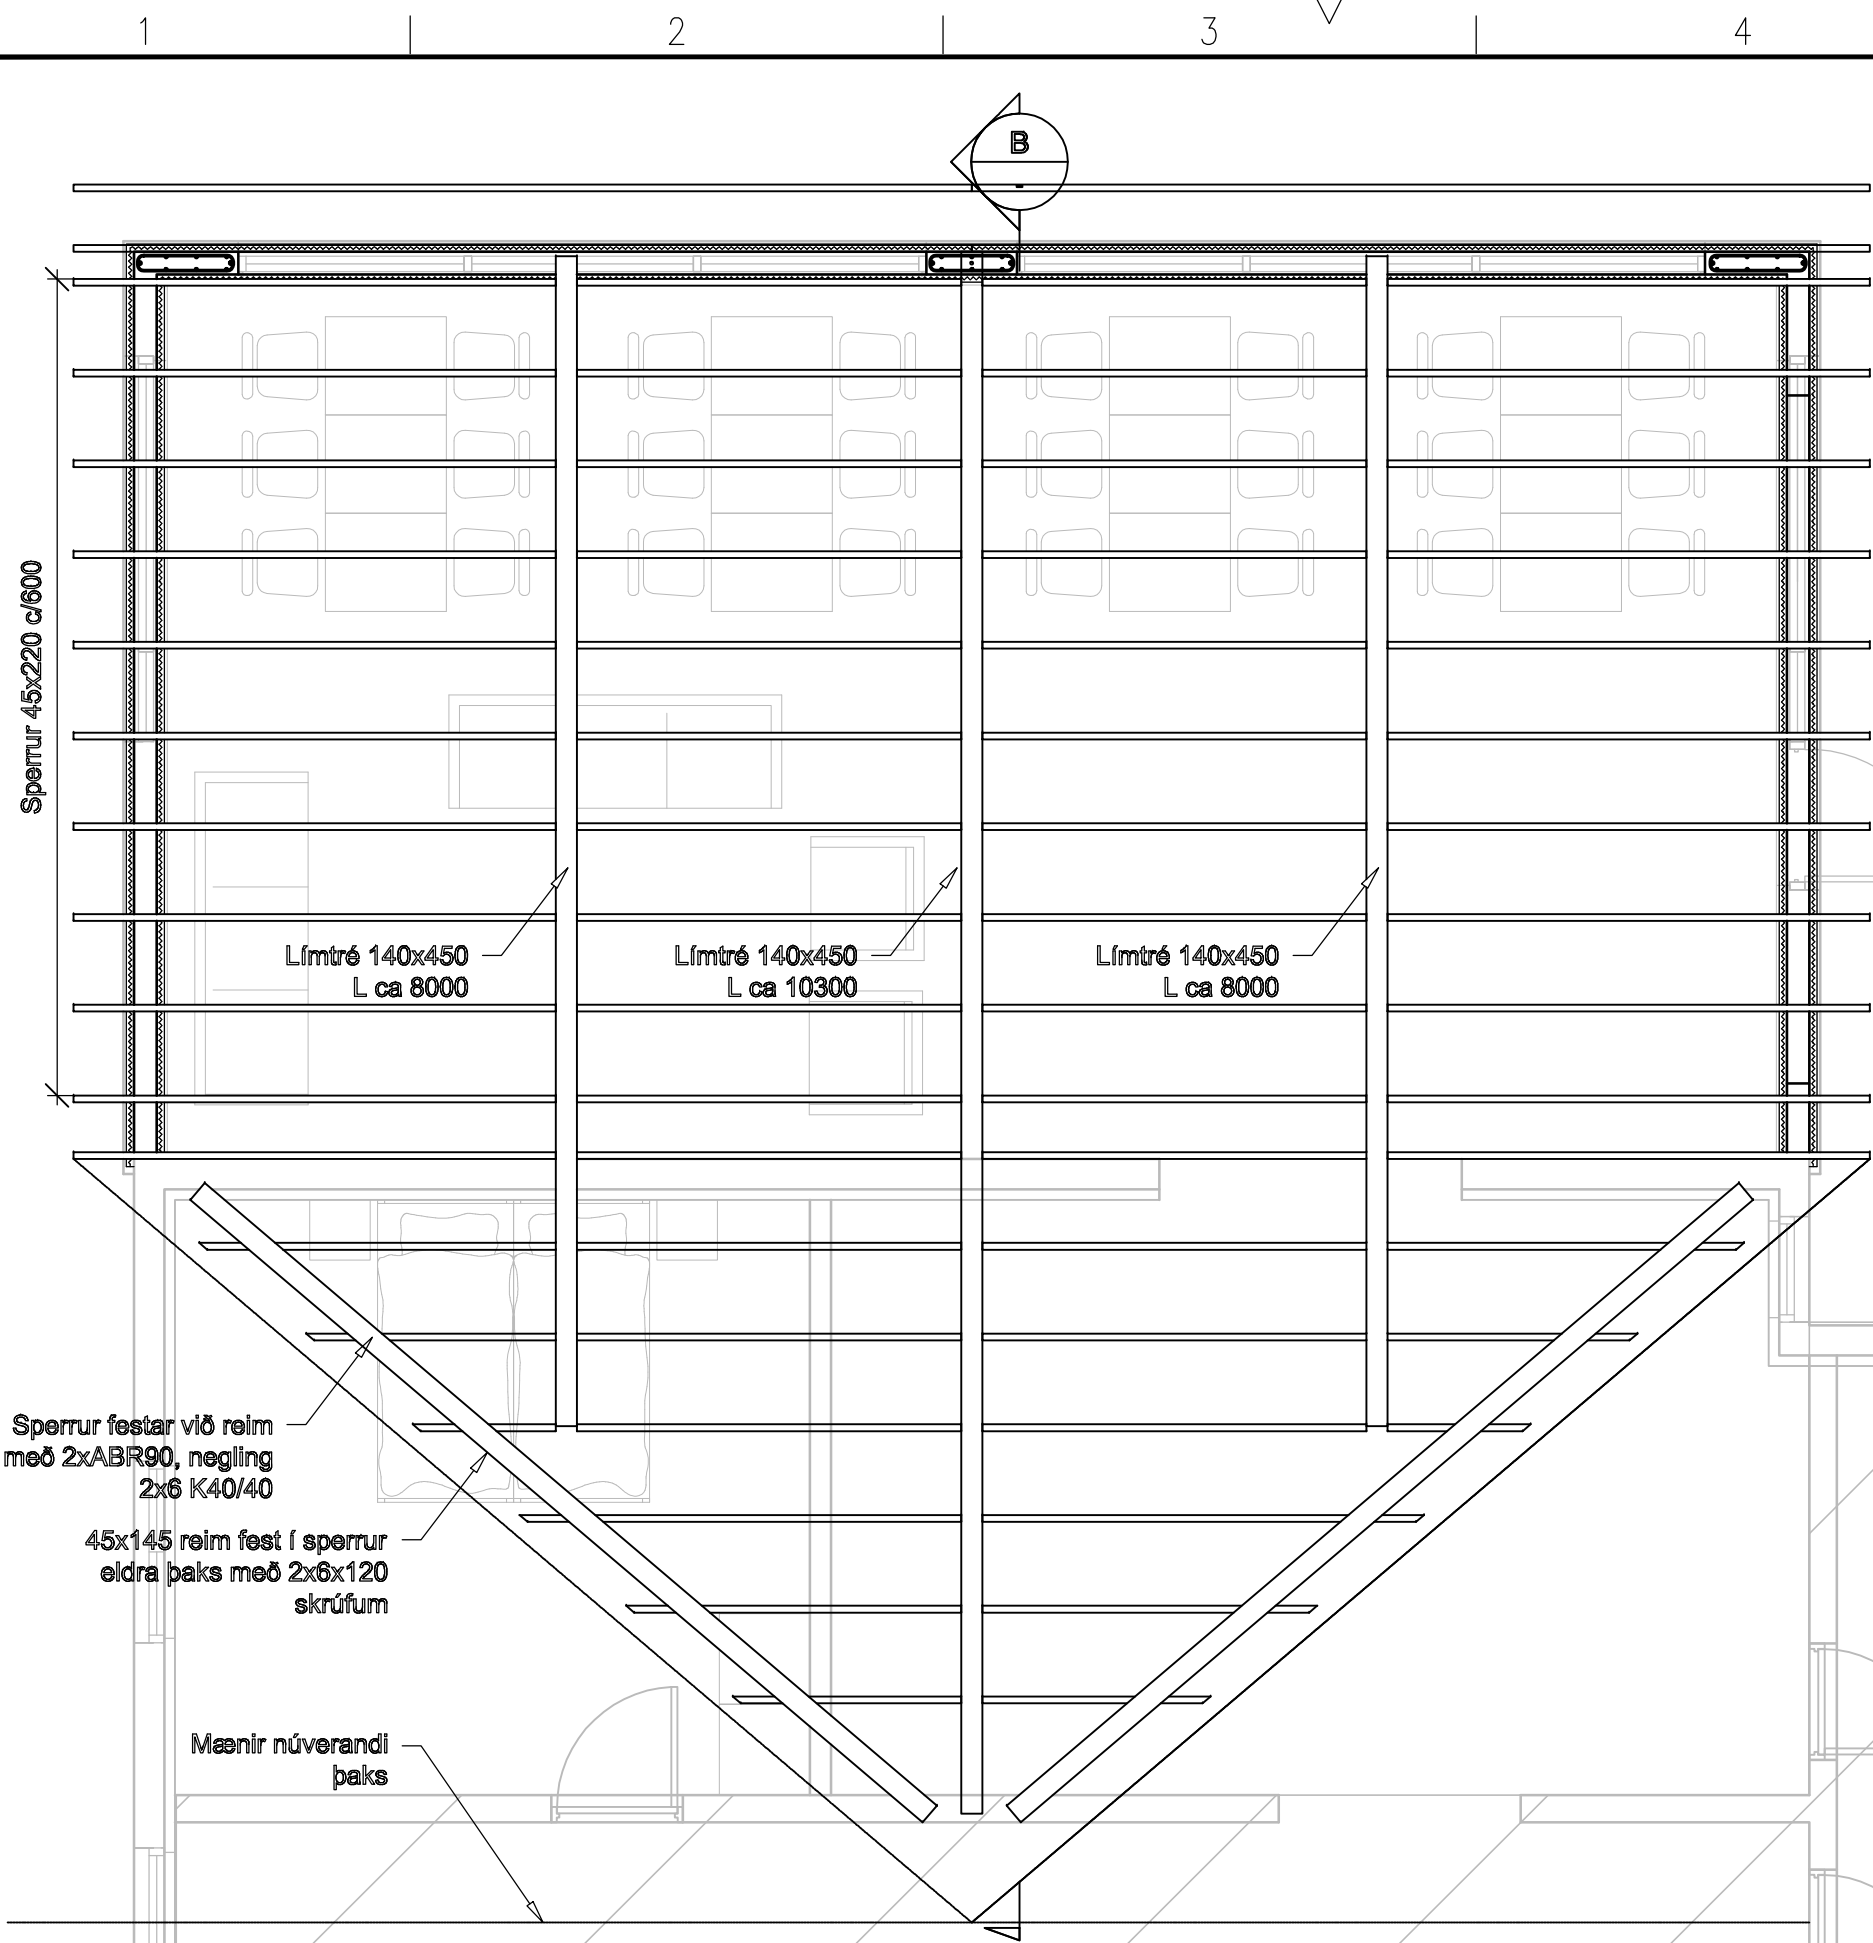 1
2
3
4
B
-
Sperrur 45x220 c/600
Límtré 140x450
L ca 8000
Límtré 140x450
L ca 10300
Límtré 140x450
L ca 8000
Sperrur festar við reim
með 2xABR90, negling
2x6 K40/40
45x145 reim fest í sperrur
eldra þaks með 2x6x120
skrúfum
Mænir núverandi
þaks